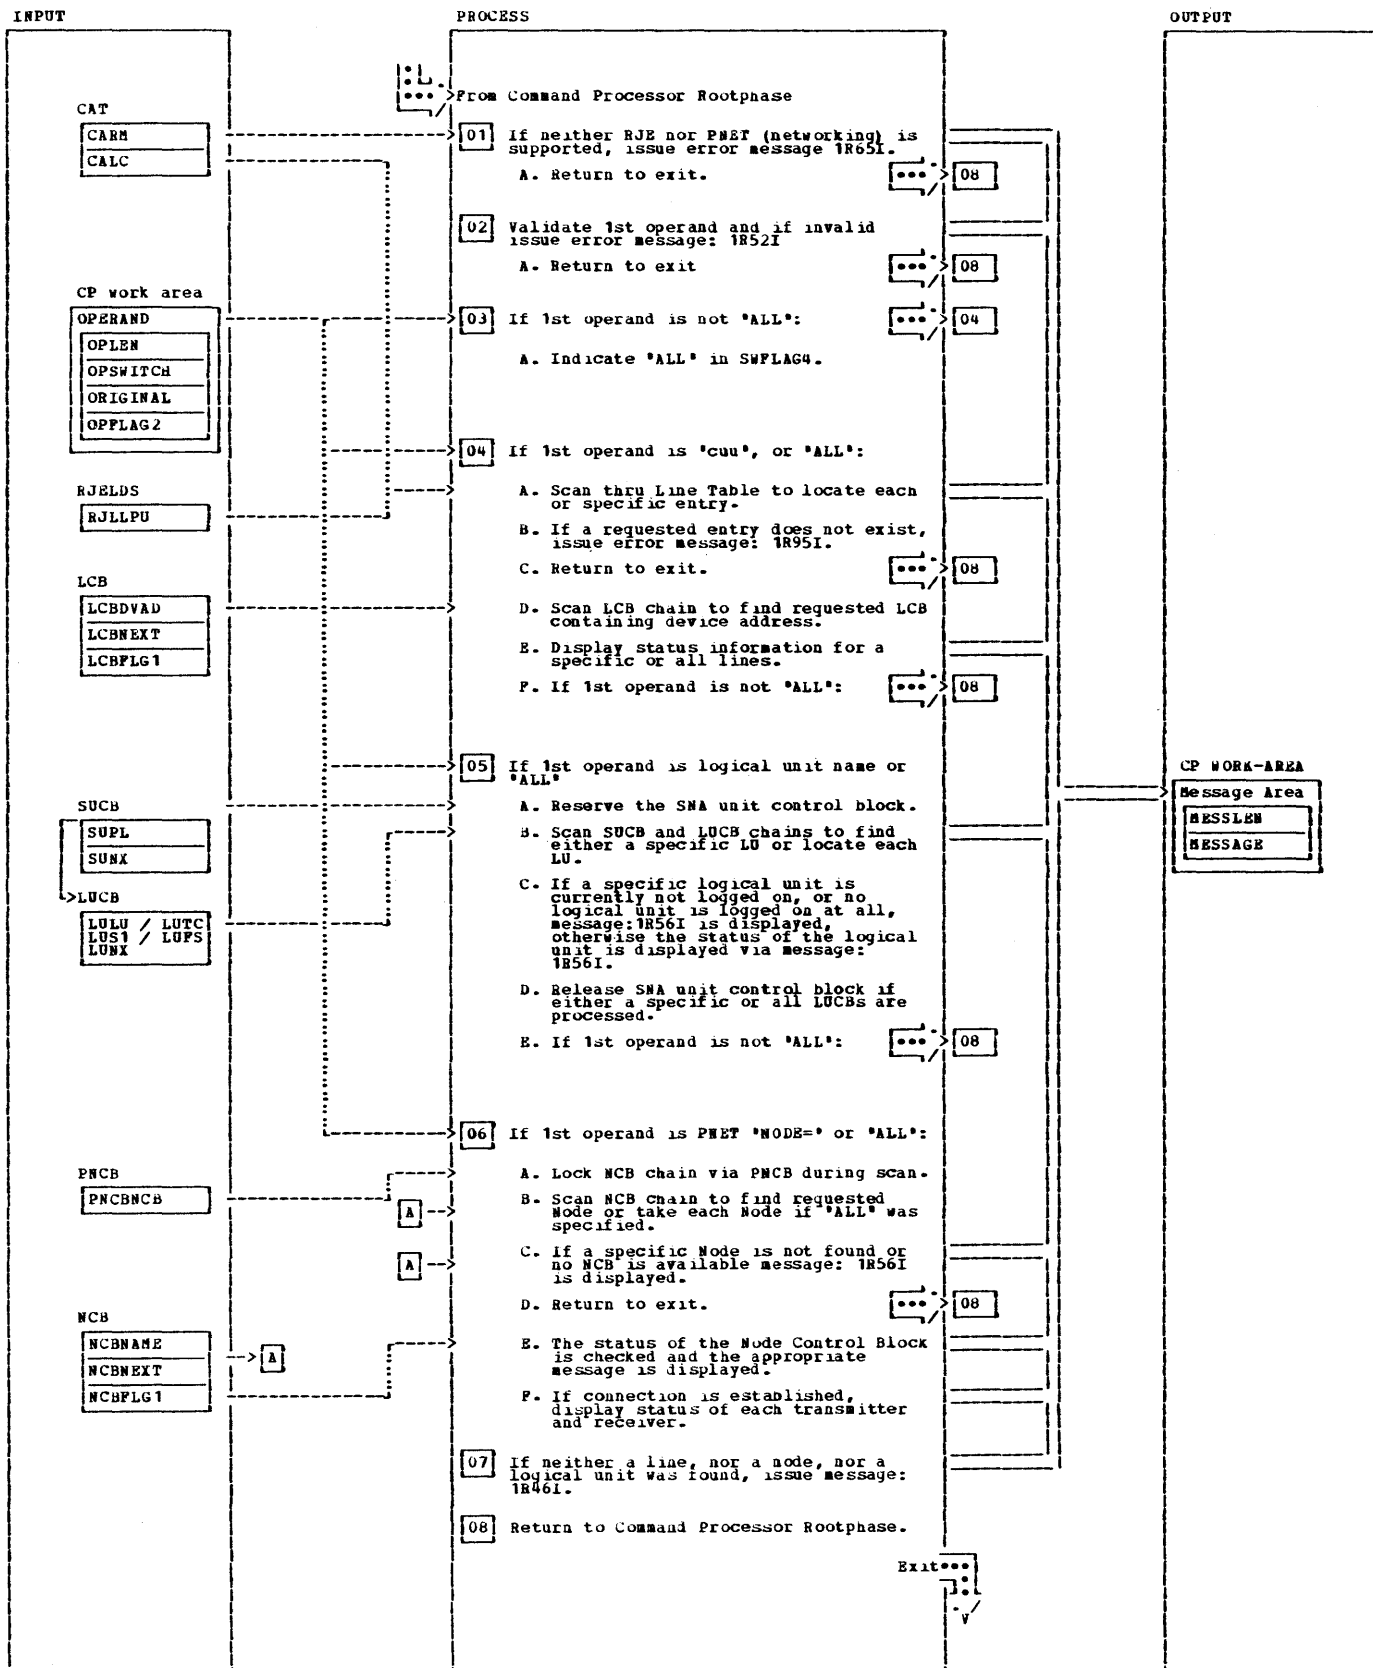 INPUT
PROCESS
OUTPUT
From Command Processor Rootphase
CAT
CARM
CALC
01 If neither RJE nor PNET (networking) is
supported, issue error message 1R65I.
A. Return to exit.
08
02 Validate 1st operand and if invalid
issue error message: 1R52I
A. Return to exit
08
CP work area
OPERAND
OPLEN
OPSWITCH
ORIGINAL
OPFLAG2
03 If 1st operand is not 'ALL':
04
A. Indicate 'ALL' in SWFLAG4.
04 If 1st operand is 'cuu', or 'ALL':
RJELDS
RJLLPU
A. Scan thru Line Table to locate each
or specific entry.
B. If a requested entry does not exist,
issue error message: 1R95I.
C. Return to exit.
08
LCB
LCBDVAD
LCBNEXT
LCBFLG1
D. Scan LCB chain to find requested LCB
containing device address.
E. Display status information for a
specific or all lines.
F. If 1st operand is not 'ALL':
08
05 If 1st operand is logical unit name or
'ALL'
SUCB
SUPL
SUNX
A. Reserve the SNA unit control block.
B. Scan SUCB and LUCB chains to find
either a specific LU or locate each
LU.
LUCB
LULU / LUTC
LUS1 / LUFS
LUNX
C. If a specific logical unit is
currently not logged on, or no
logical unit is logged on at all,
message:1R56I is displayed,
otherwise the status of the logical
unit is displayed via message:
1R56I.
D. Release SNA unit control block if
either a specific or all LUCBs are
processed.
E. If 1st operand is not 'ALL':
08
CP WORK-AREA
Message Area
MESSLEN
MESSAGE
06 If 1st operand is PNET 'NODE=' or 'ALL':
PNCB
PNCBNCB
A. Lock NCB chain via PNCB during scan.
A
B. Scan NCB chain to find requested
Node or take each Node if 'ALL' was
specified.
A
C. If a specific Node is not found or
no NCB is available message: 1R56I
is displayed.
D. Return to exit.
08
NCB
NCBNAME
NCBNEXT
NCBFLG1
A
E. The status of the Node Control Block
is checked and the appropriate
message is displayed.
F. If connection is established,
display status of each transmitter
and receiver.
07 If neither a line, nor a node, nor a
logical unit was found, issue message:
1R46I.
08 Return to Command Processor Rootphase.
Exit